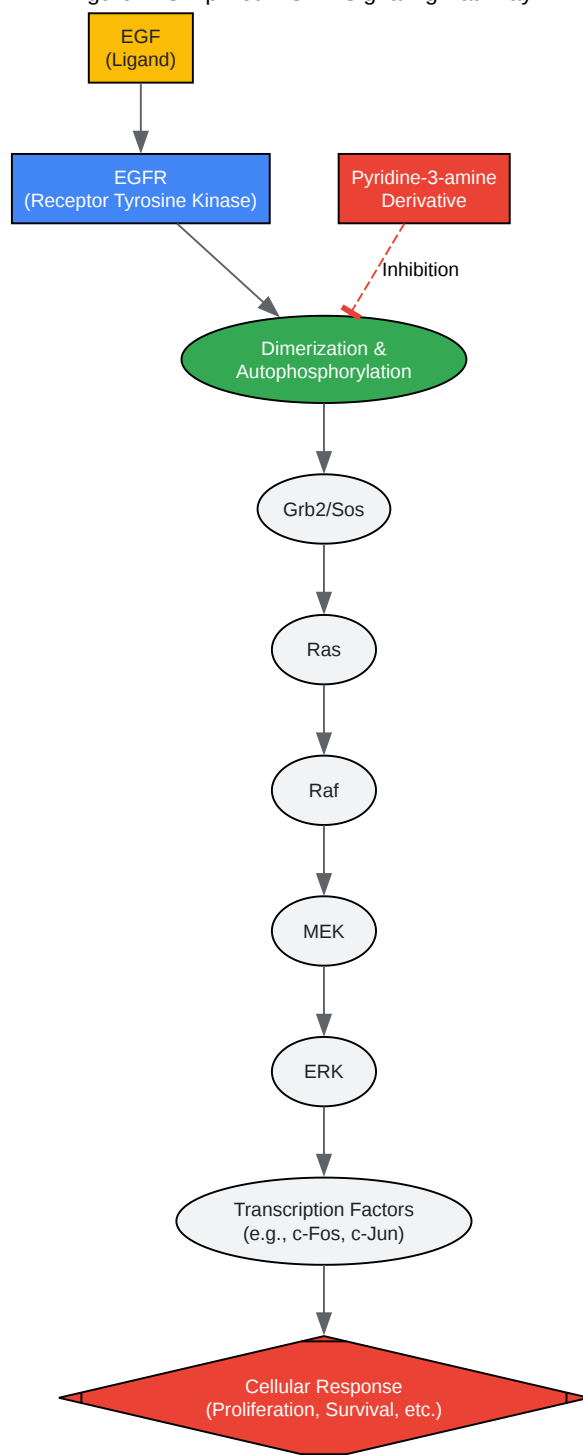 EGF
(Ligand)
EGFR
(Receptor Tyrosine Kinase)
Pyridine-3-amine
Derivative
Inhibition
Dimerization &
Autophosphorylation
Grb2/Sos
Ras
Raf
MEK
ERK
Transcription Factors
(e.g., c-Fos, c-Jun)
Cellular Response
(Proliferation, Survival, etc.)